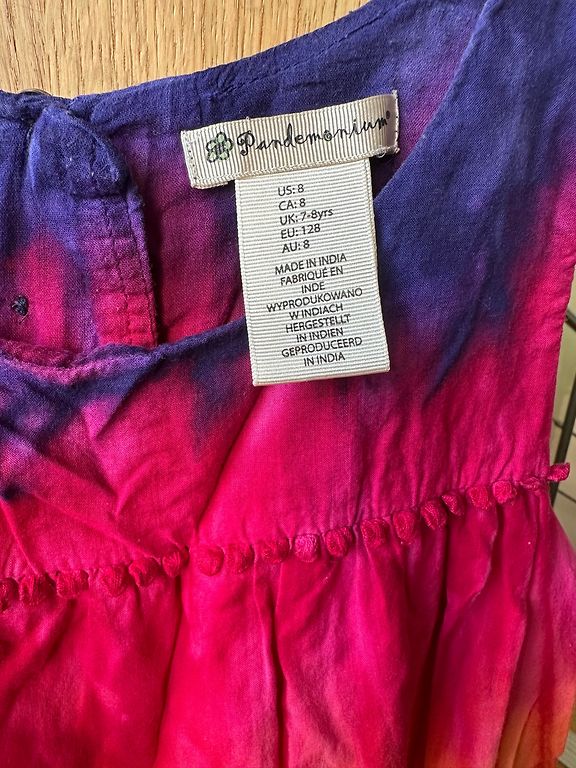 Pandemonium®
US: 8
CA: 8
UK: 7-8yrs
EU: 128
AU: 8
MADE IN INDIA
FABRIQUÉ EN
INDE
WYPRODUKOWANO
W INDIACH
HERGESTELLT
IN INDIEN
GEPRODUCEERD
IN INDIA